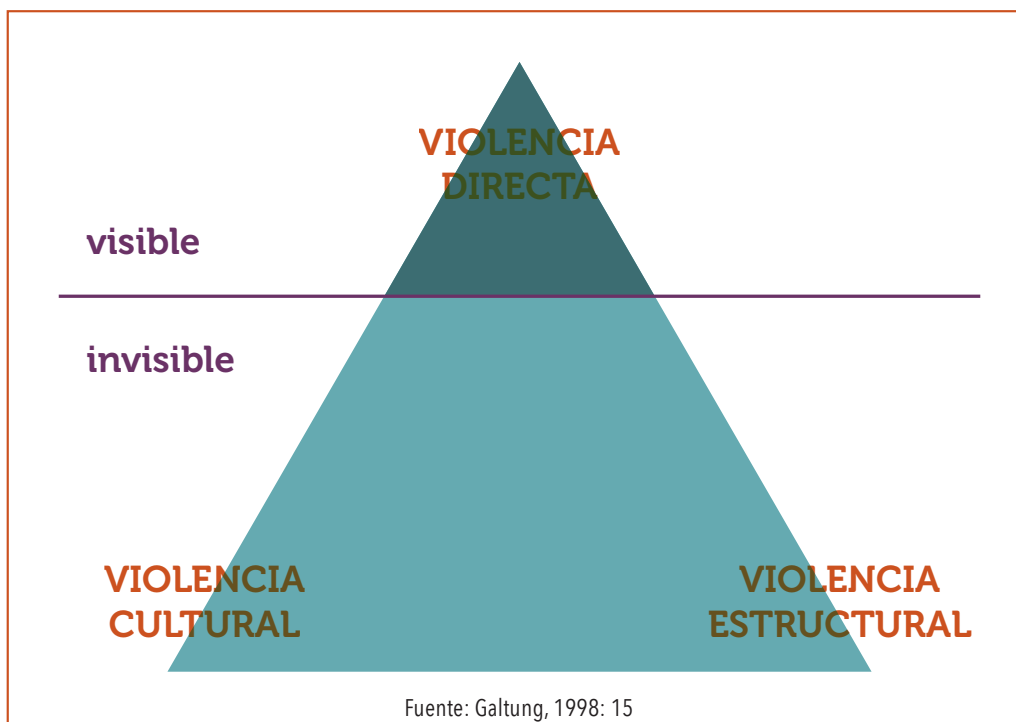 VIOLENCIA
DIRECTA
visible
invisible
VIOLENCIA
CULTURAL
VIOLENCIA
ESTRUCTURAL
Fuente: Galtung, 1998: 15